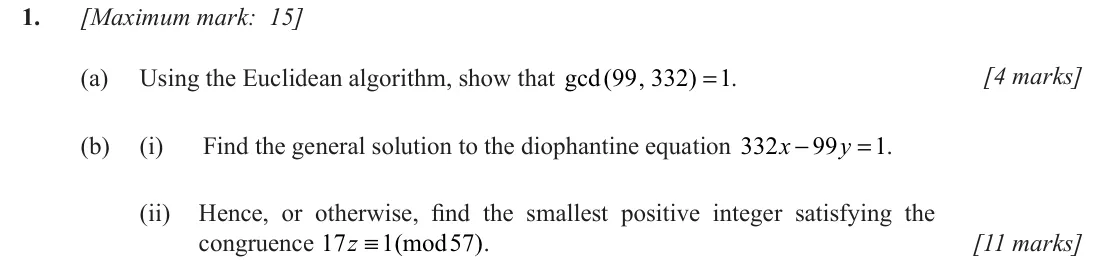 1. [Maximum mark: 15]
(a) Using the Euclidean algorithm, show that gcd(99, 332) = 1. [4 marks]
(b) (i) Find the general solution to the diophantine equation 332x − 99y = 1.
(ii) Hence, or otherwise, find the smallest positive integer satisfying the
congruence 17z ≡ 1(mod 57). [11 marks]